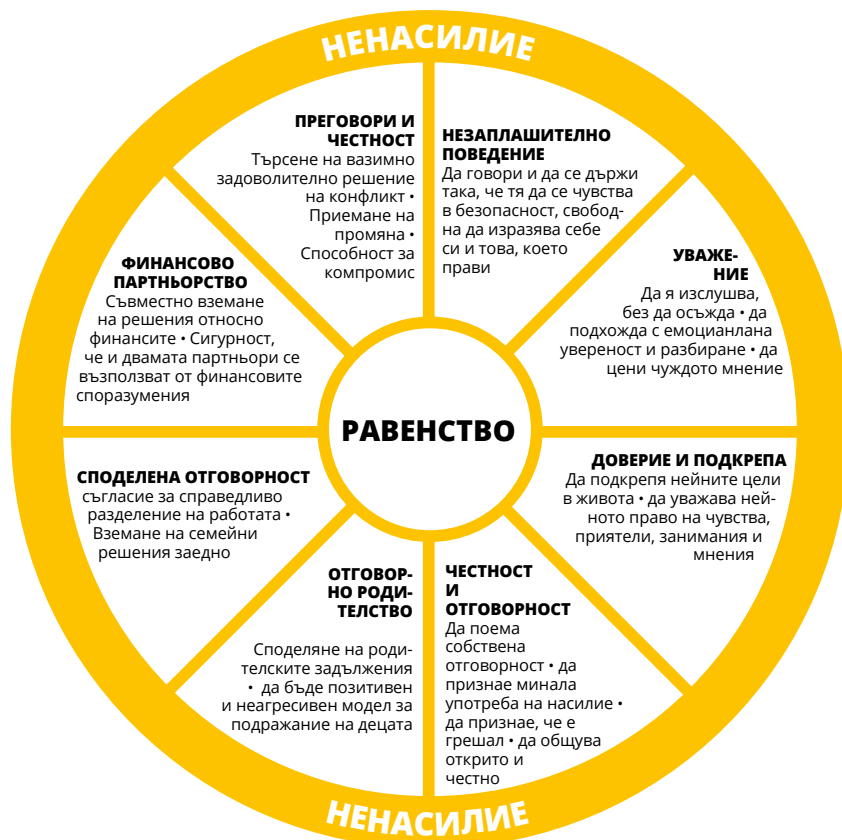 НЕНАСИЛИЕ
ПРЕГОВОРИ И
ЧЕСТНОСТ
Търсене на вазимно
задоволително решение
на конфликт •
Приемане на
промяна •
Способност за
компромис
НЕЗАПЛАШИТЕЛНО
ПОВЕДЕНИЕ
Да говори и да се държи
така, че тя да се чувства
в безопасност, свобод-
на да изразява себе
си и това, което
прави
УВАЖЕ-
НИЕ
Да я изслушва,
без да осъжда • да
подхожда с емоцианлана
увереност и разбиране • да
цени чуждото мнение
ДОВЕРИЕ И ПОДКРЕПА
Да подкрепя нейните цели
в живота • да уважава ней-
ното право на чувства,
приятели, занимания и
мнения
ЧЕСТНОСТ
И
ОТГОВОРНОСТ
Да поема
собствена
отговорност • да
признае минала
употреба на насилие •
да признае, че е
грешал • да общува
открито и
честно
ОТГОВОР-
НО РОДИ-
ТЕЛСТВО
Споделяне на роди-
телските задължения
• да бъде позитивен
и неагресивен модел за
подражание на децата
СПОДЕЛЕНА ОТГОВОРНОСТ
съгласие за справедливо
разделение на работата •
Вземане на семейни
решения заедно
ФИНАНСОВО
ПАРТНЬОРСТВО
Съвместно вземане
на решения относно
финансите • Сигурност,
че и двамата партньори се
възползват от финансовите
споразумения
РАВЕНСТВО
НЕНАСИЛИЕ